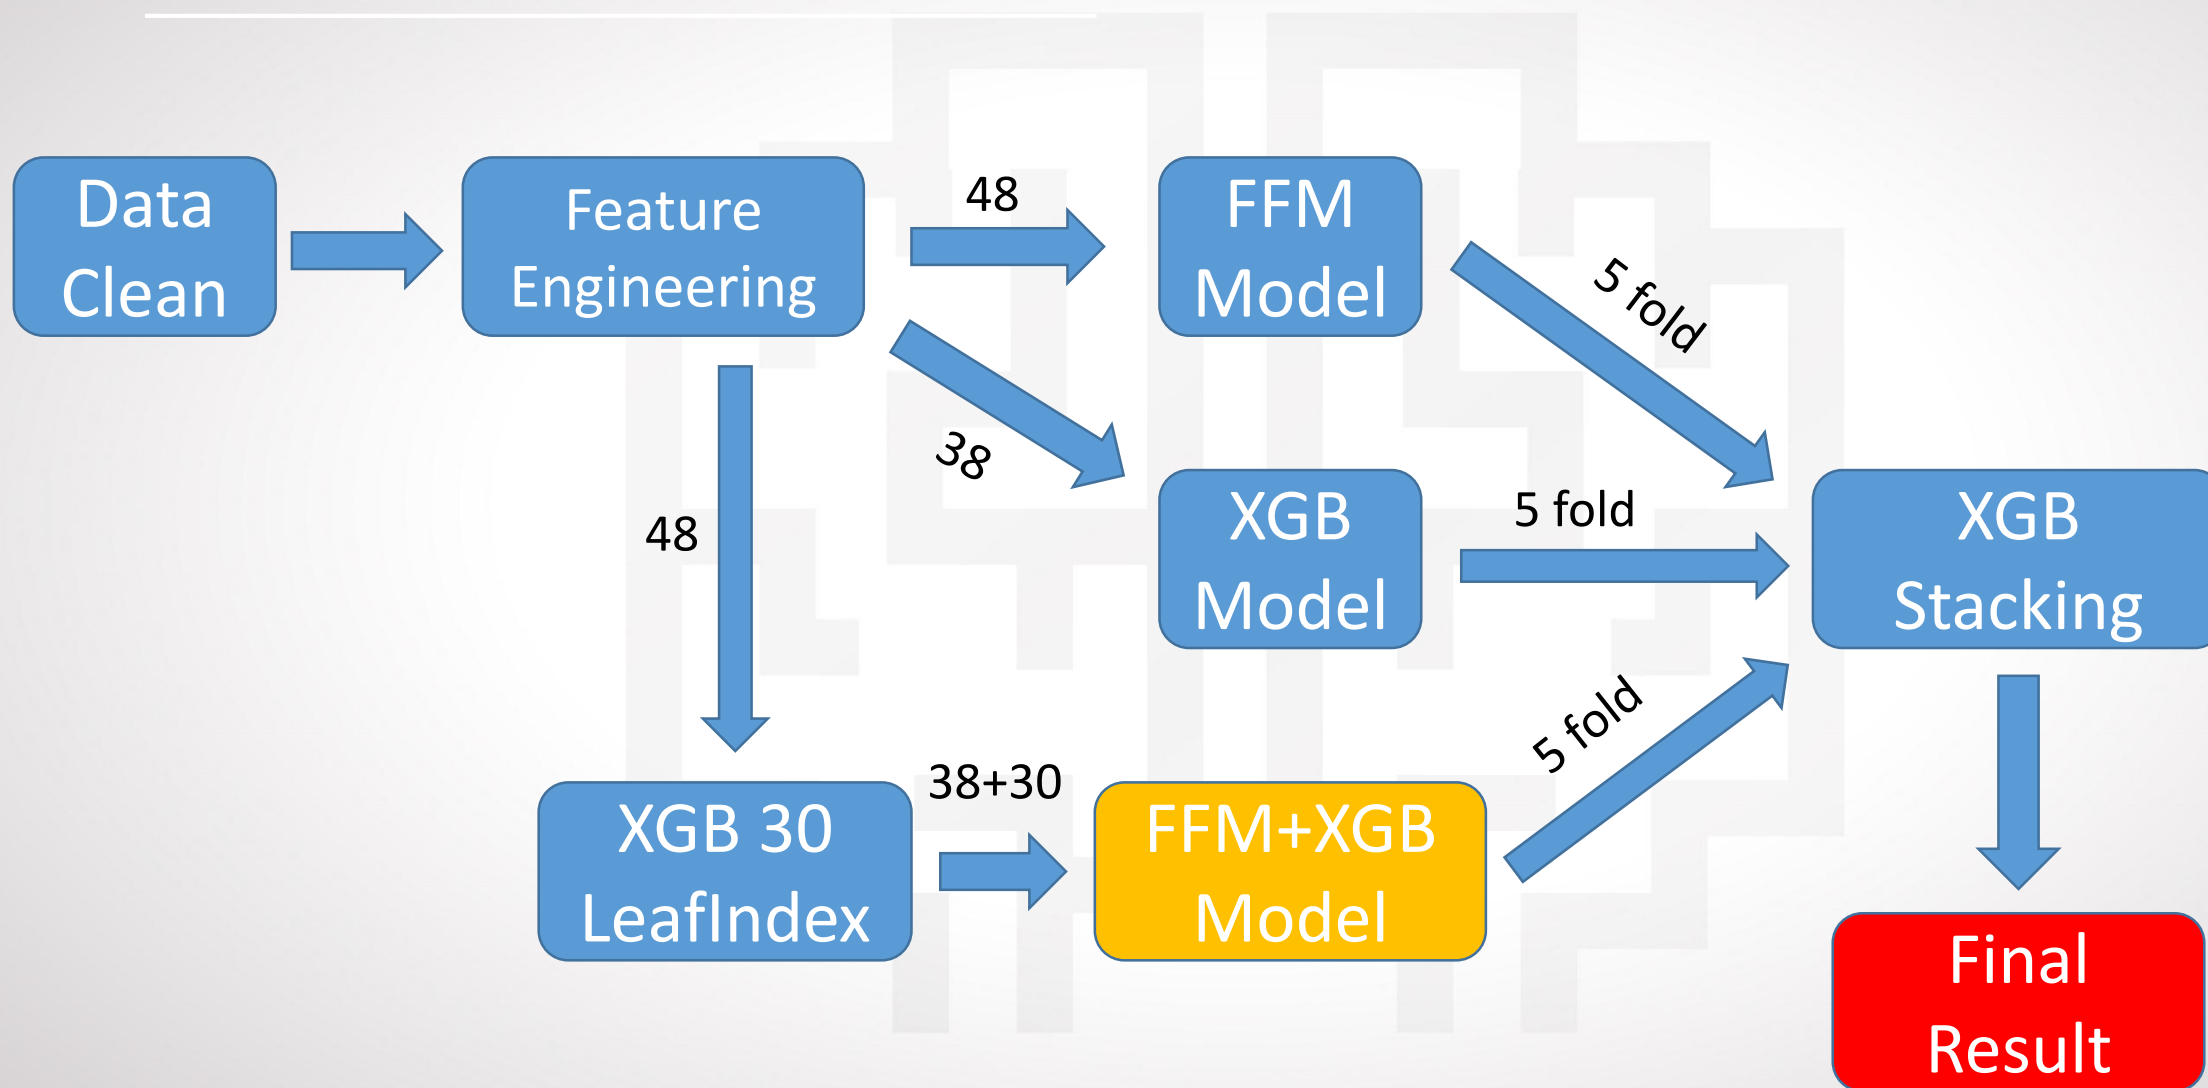 Data
Clean
Feature
Engineering
48
FFM
Model
5 fold
38
48
XGB
Model
5 fold
XGB
Stacking
XGB 30
LeafIndex
38+30
FFM+XGB
Model
5 fold
Final
Result